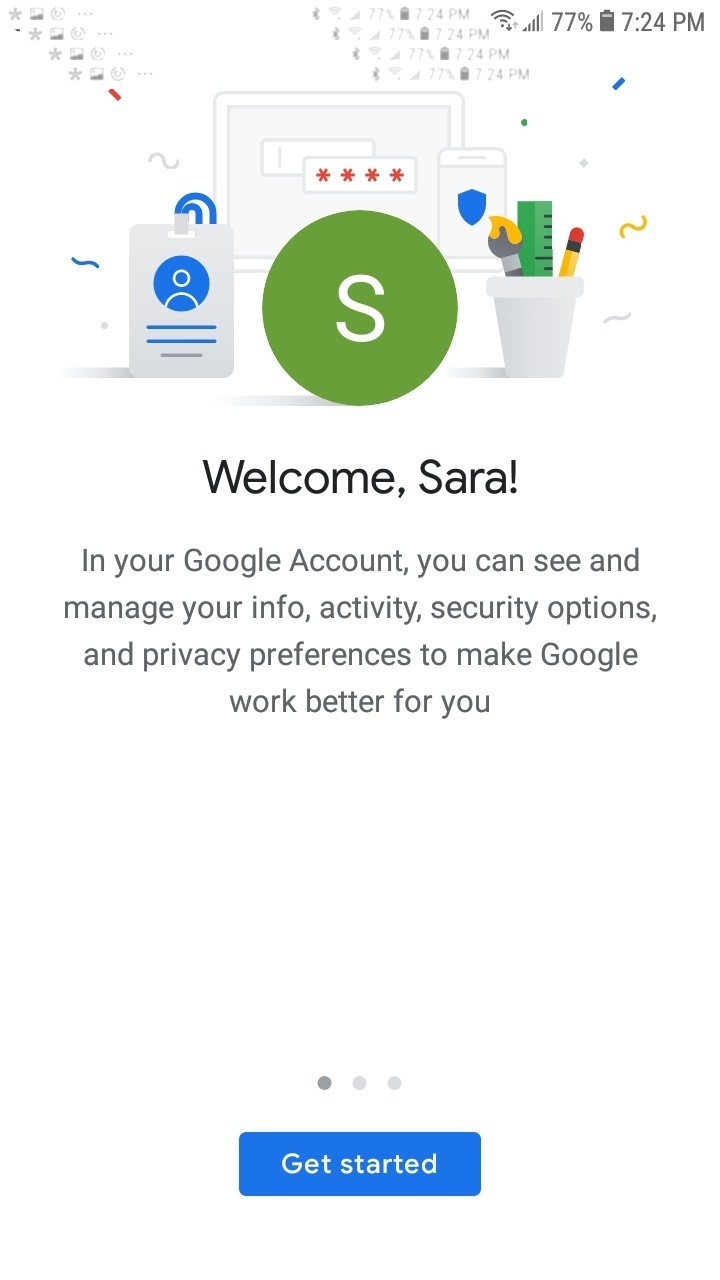 77% 7:24 PM
77% 7 24 PM
77% 7 24 PM
77% 7 24 PM
77% 7 24 PM
* * * *
S
Welcome, Sara!
In your Google Account, you can see and
manage your info, activity, security options,
and privacy preferences to make Google
work better for you
Get started